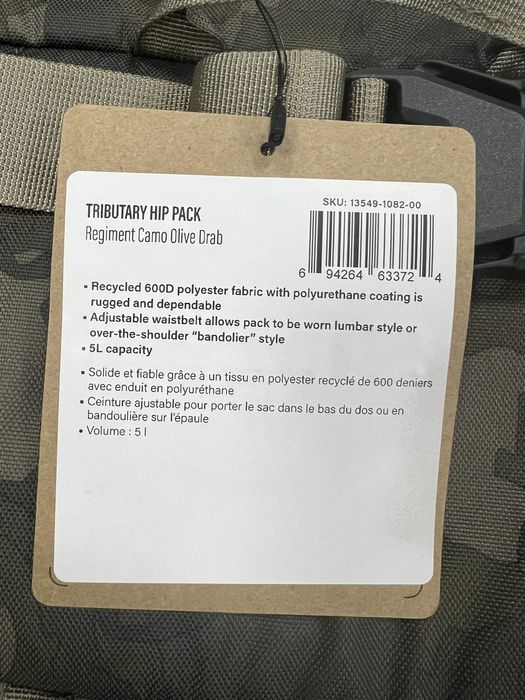 TRIBUTARY HIP PACK
Regiment Camo Olive Drab
SKU: 13549-1082-00
6 94264 63372 4
• Recycled 600D polyester fabric with polyurethane coating is
rugged and dependable
• Adjustable waistbelt allows pack to be worn lumbar style or
over-the-shoulder “bandolier” style
• 5L capacity
• Solide et fiable grâce à un tissu en polyester recyclé de 600 deniers
avec enduit en polyuréthane
• Ceinture ajustable pour porter le sac dans le bas du dos ou en
bandoulière sur l’épaule
• Volume : 5 l